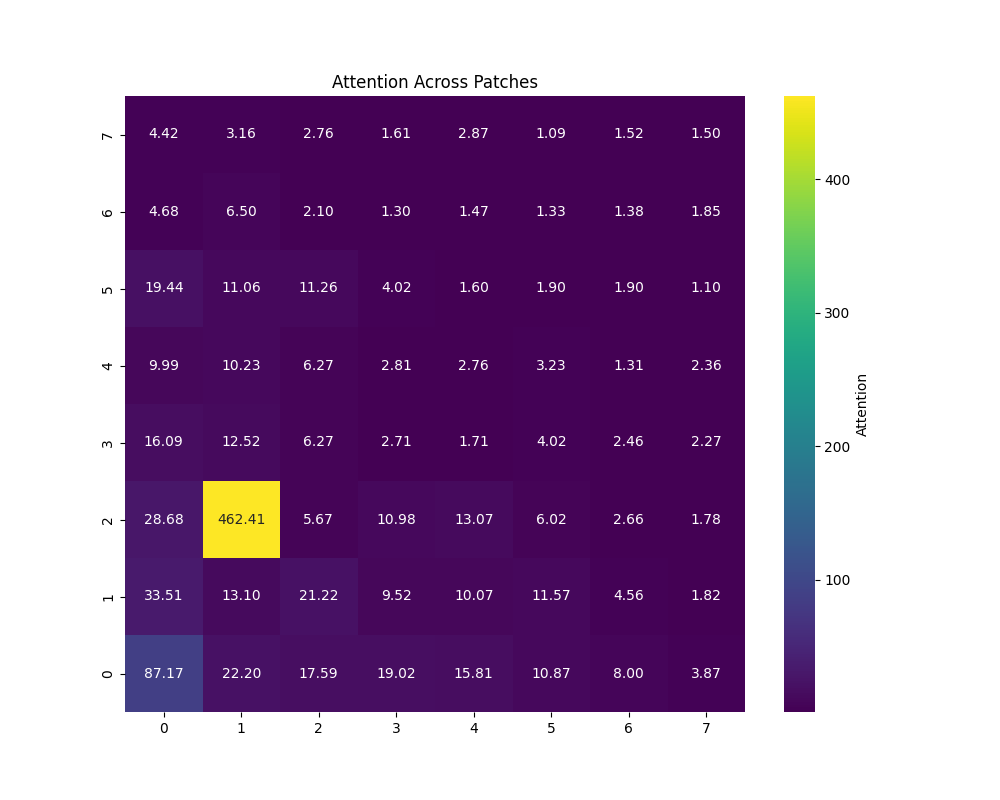 Attention Across Patches
7 4.42 3.16 2.76 1.61 2.87 1.09 1.52 1.50
6 4.68 6.50 2.10 1.30 1.47 1.33 1.38 1.85
5 19.44 11.06 11.26 4.02 1.60 1.90 1.90 1.10
4 9.99 10.23 6.27 2.81 2.76 3.23 1.31 2.36
3 16.09 12.52 6.27 2.71 1.71 4.02 2.46 2.27
2 28.68 462.41 5.67 10.98 13.07 6.02 2.66 1.78
1 33.51 13.10 21.22 9.52 10.07 11.57 4.56 1.82
0 87.17 22.20 17.59 19.02 15.81 10.87 8.00 3.87
0 1 2 3 4 5 6 7
400
300
200
100
Attention